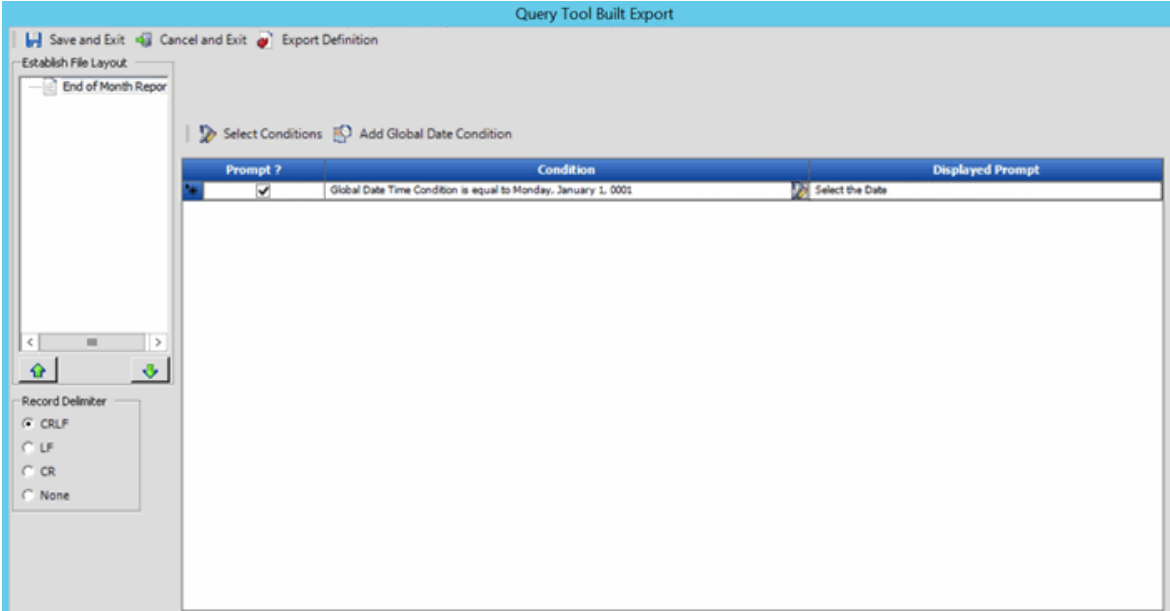 Query Tool Built Export
Save and Exit Cancel and Exit Export Definition
Establish File Layout
End of Month Repor
Select Conditions Add Global Date Condition
Prompt ? Condition Displayed Prompt
Global Date Time Condition is equal to Monday, January 1, 0001 Select the Date
Record Delimiter
CRLF
LF
CR
None